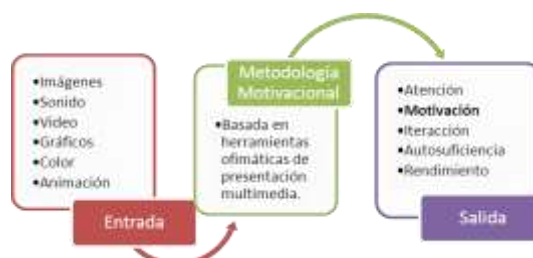 •Imágenes
•Sonido
•Video
•Gráficos
•Color
•Animación
Entrada
Metodología
Motivacional
•Basada en
herramientas
ofimáticas de
presentación
multimedia.
•Atención
•Motivación
•Iteracción
•Autosuficiencia
•Rendimiento
Salida